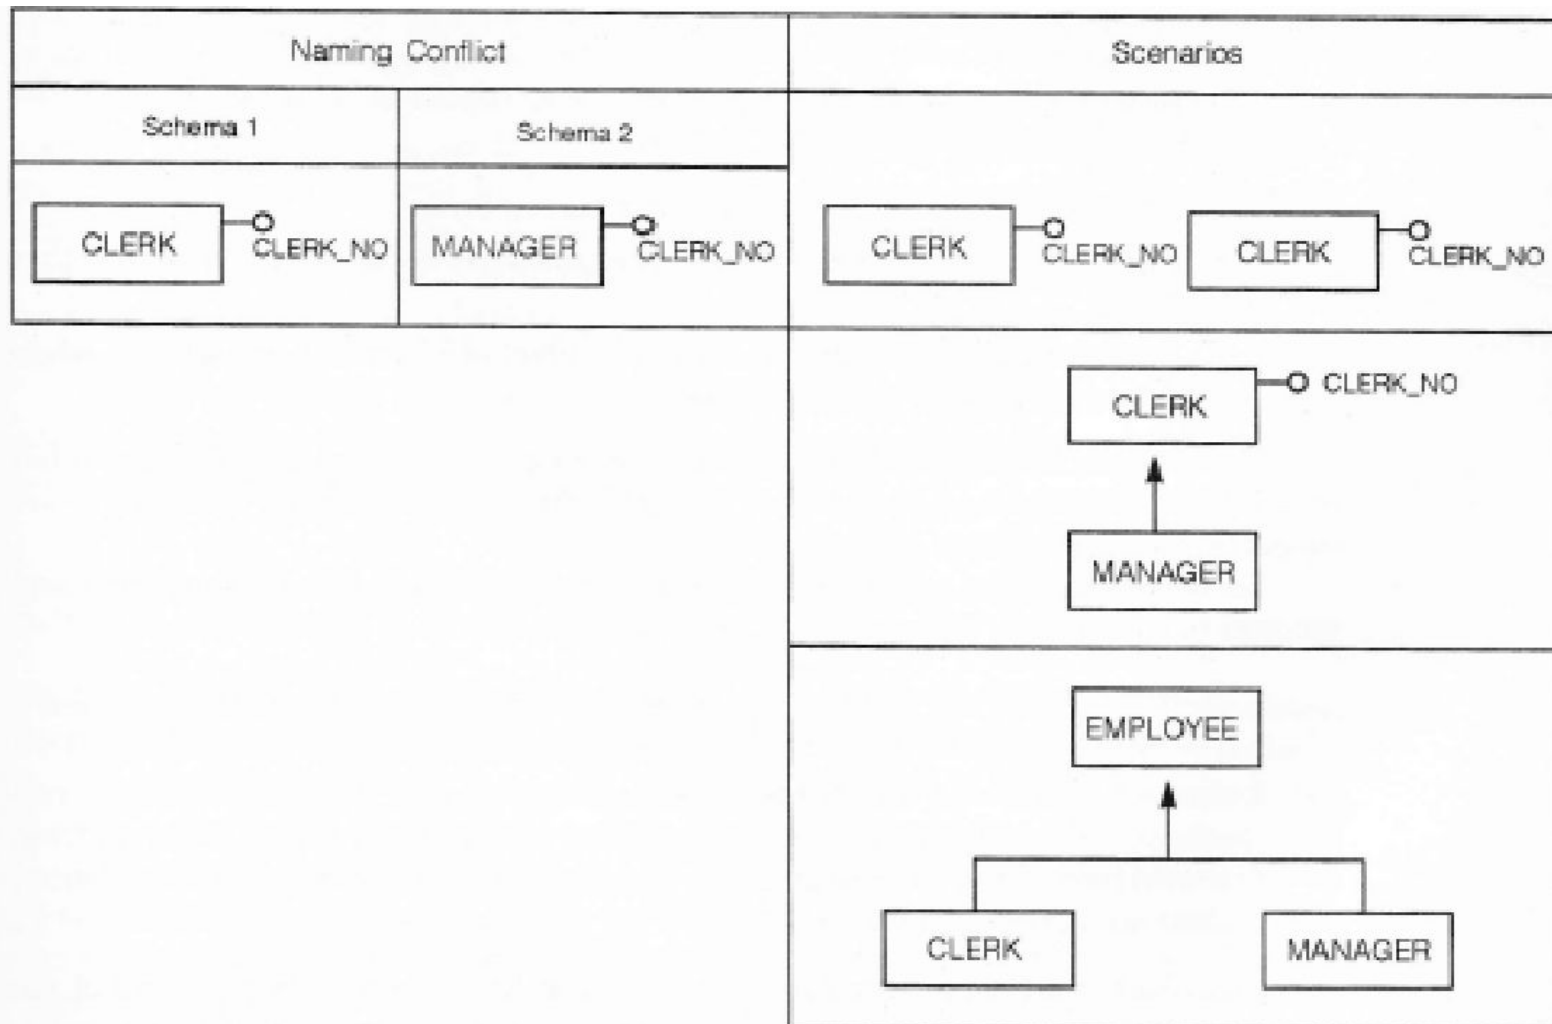 Naming Conflict
Scenarios
Schema 1
Schema 2
CLERK
CLERK_NO
MANAGER
CLERK_NO
CLERK
CLERK_NO
CLERK
CLERK_NO
CLERK
CLERK_NO
MANAGER
EMPLOYEE
CLERK
MANAGER